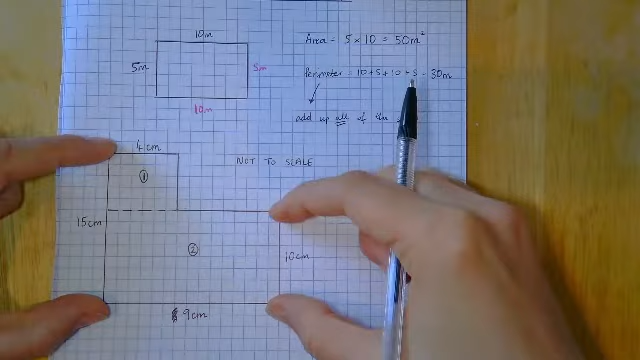 10m
Area = 5 × 10 = 50m²
5m
5m
Perimeter = 10+5+10+5 = 30m
10m
add up all of the
4cm
NOT TO SCALE
①
15cm
②
10cm
9cm